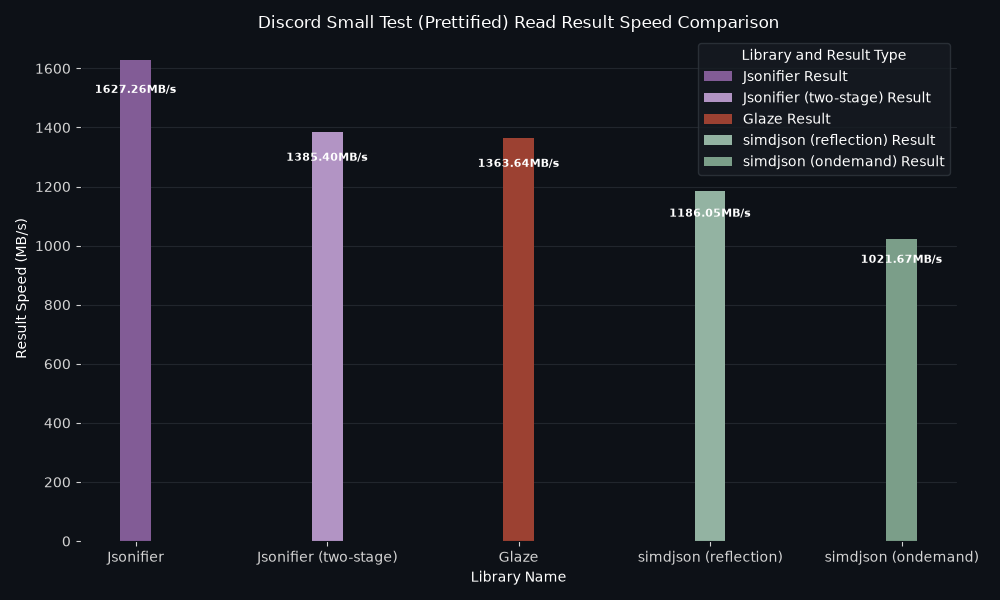 Discord Small Test (Prettified) Read Result Speed Comparison
Library and Result Type
Jsonifier Result
Jsonifier (two-stage) Result
Glaze Result
simdjson (reflection) Result
simdjson (ondemand) Result
1627.26MB/s
1385.40MB/s
1363.64MB/s
1186.05MB/s
1021.67MB/s
Result Speed (MB/s)
1600
1400
1200
1000
800
600
400
200
0
Jsonifier
Jsonifier (two-stage)
Glaze
simdjson (reflection)
simdjson (ondemand)
Library Name